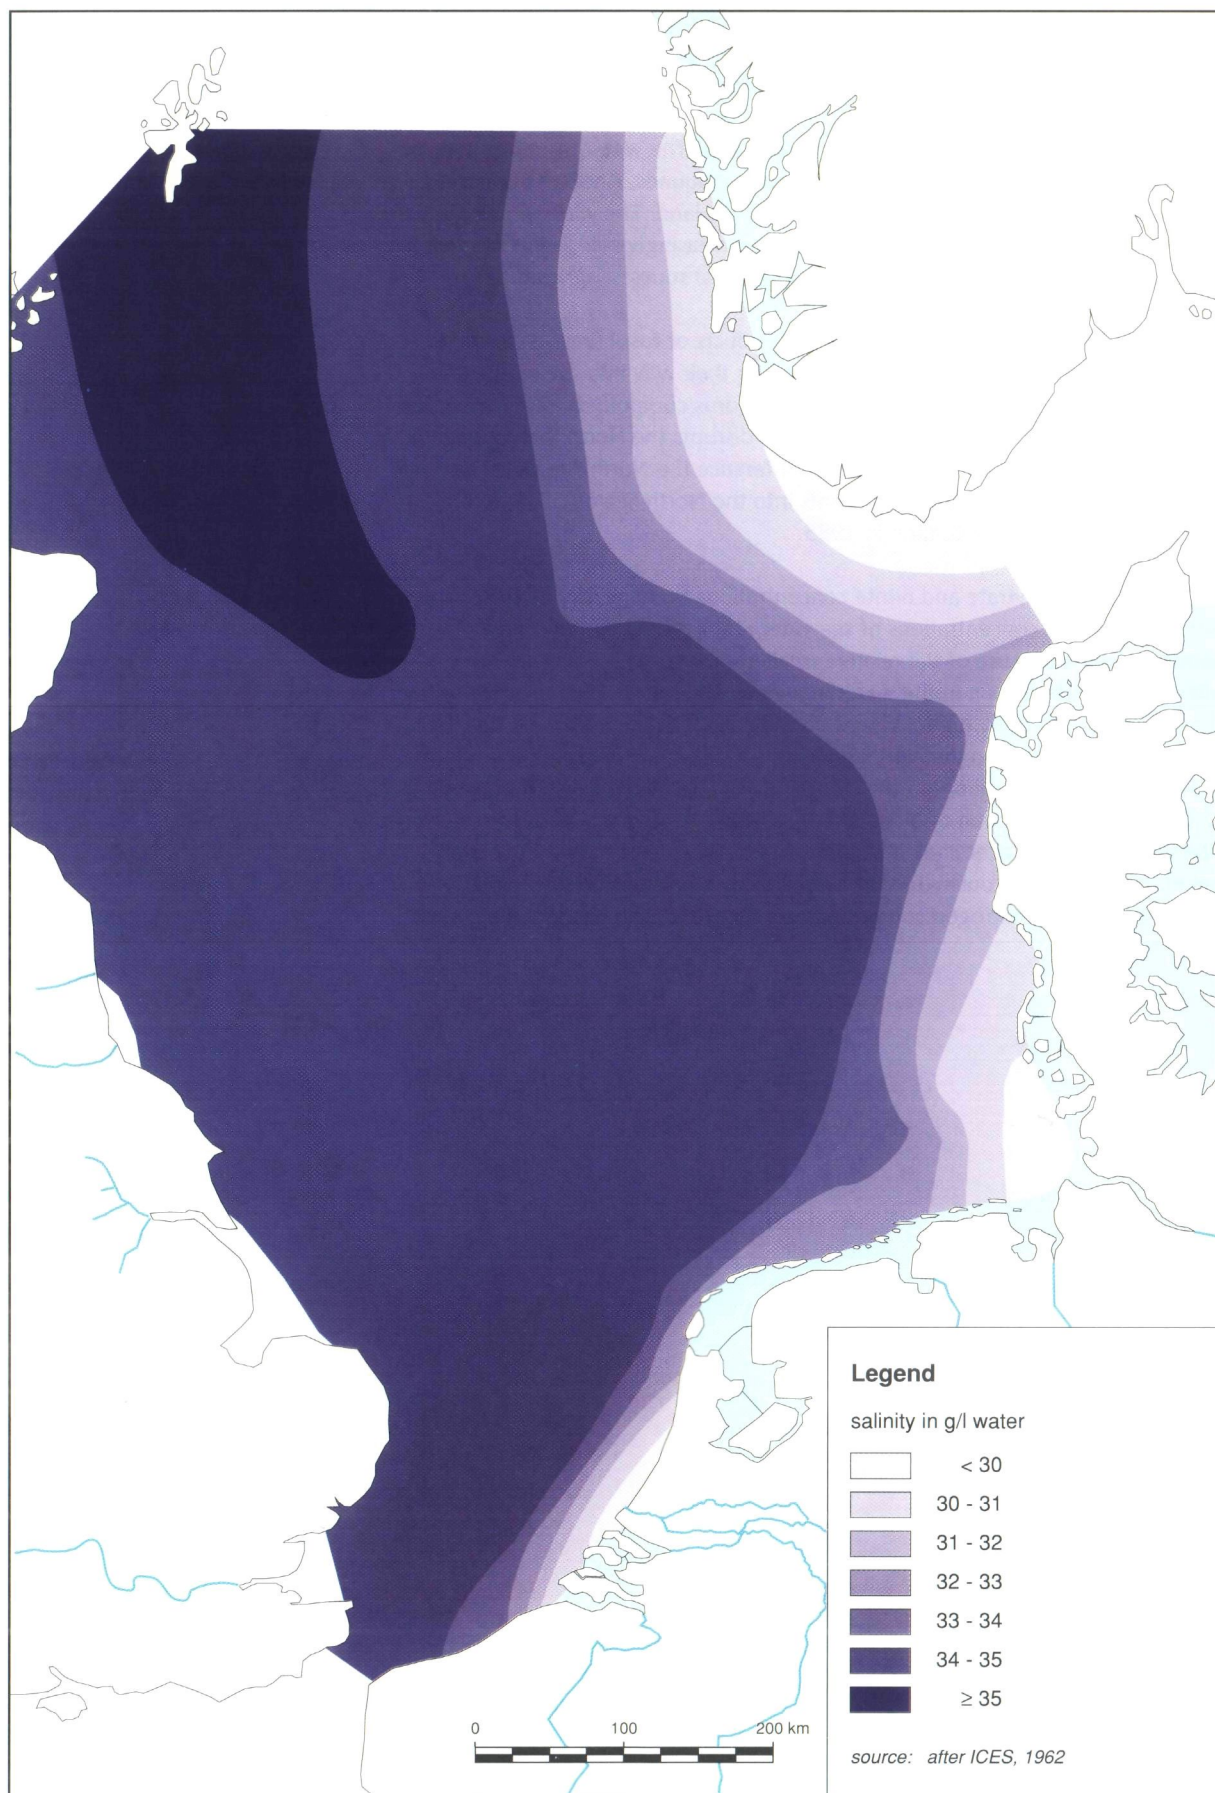 0 100 200 km
Legend
salinity in g/l water
< 30
30 - 31
31 - 32
32 - 33
33 - 34
34 - 35
≥ 35
source: after ICES, 1962